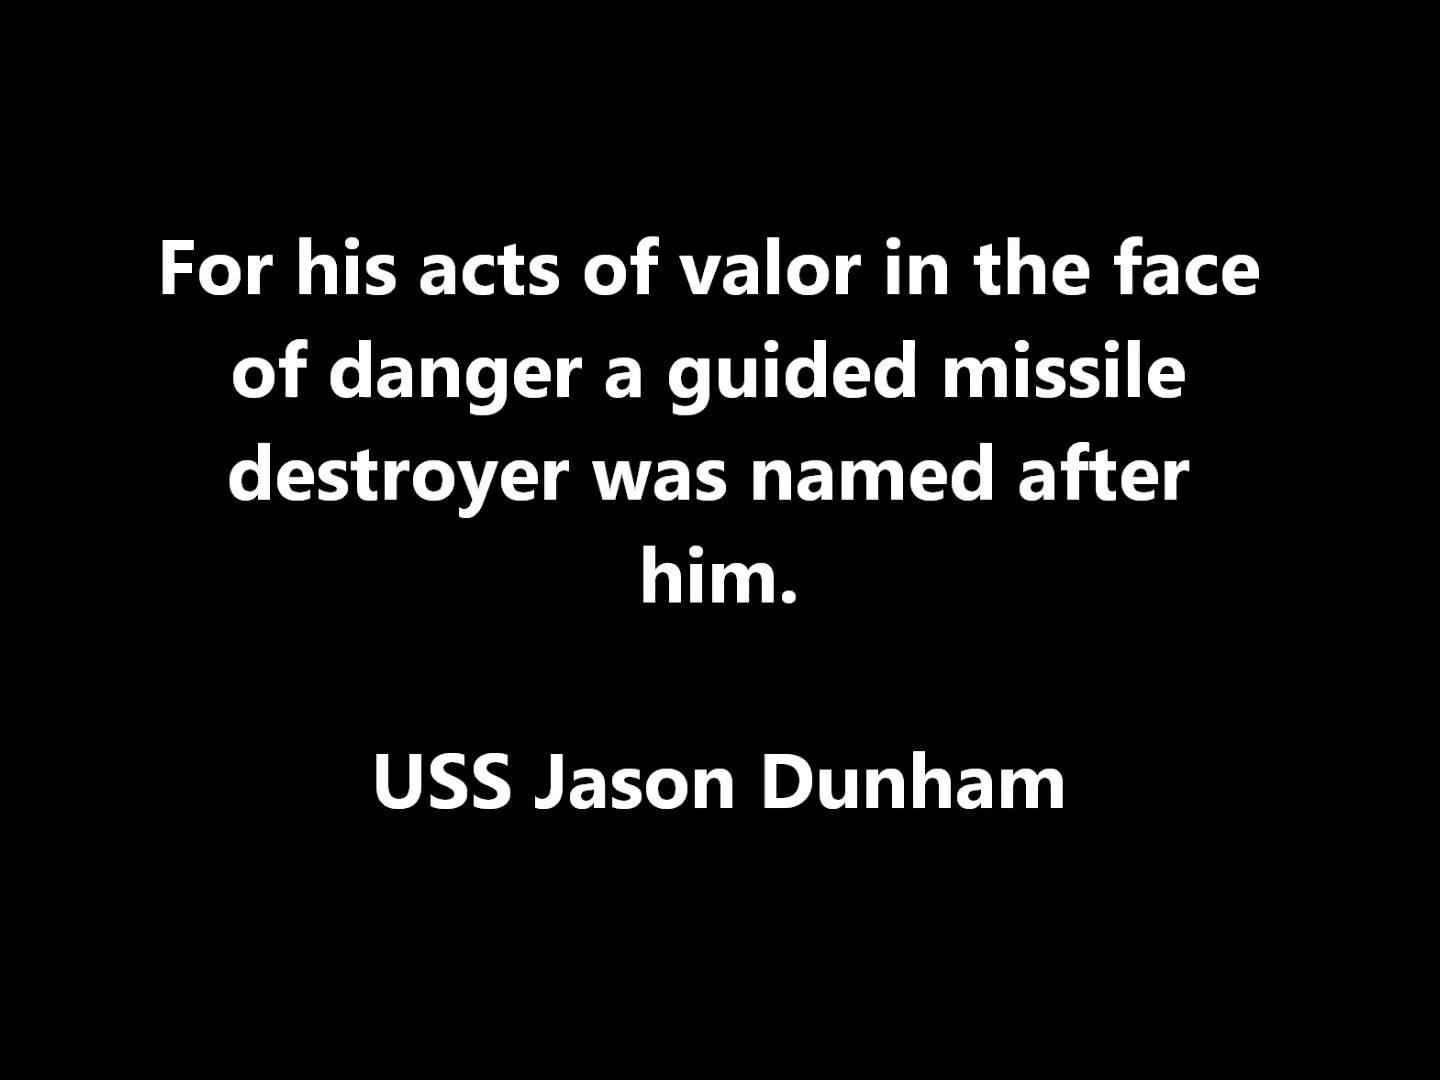 For his acts of valor in the face
of danger a guided missile
destroyer was named after
him.
USS Jason Dunham